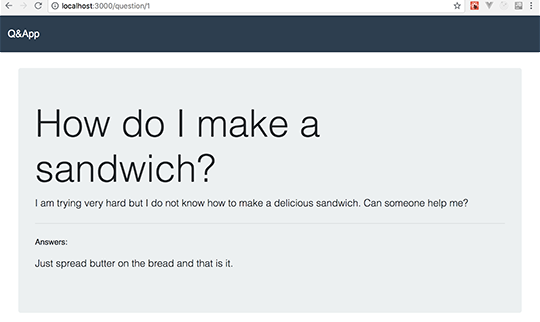 localhost:3000/question/1
Q&App
How do I make a
sandwich?
I am trying very hard but I do not know how to make a delicious sandwich. Can someone help me?
Answers:
Just spread butter on the bread and that is it.